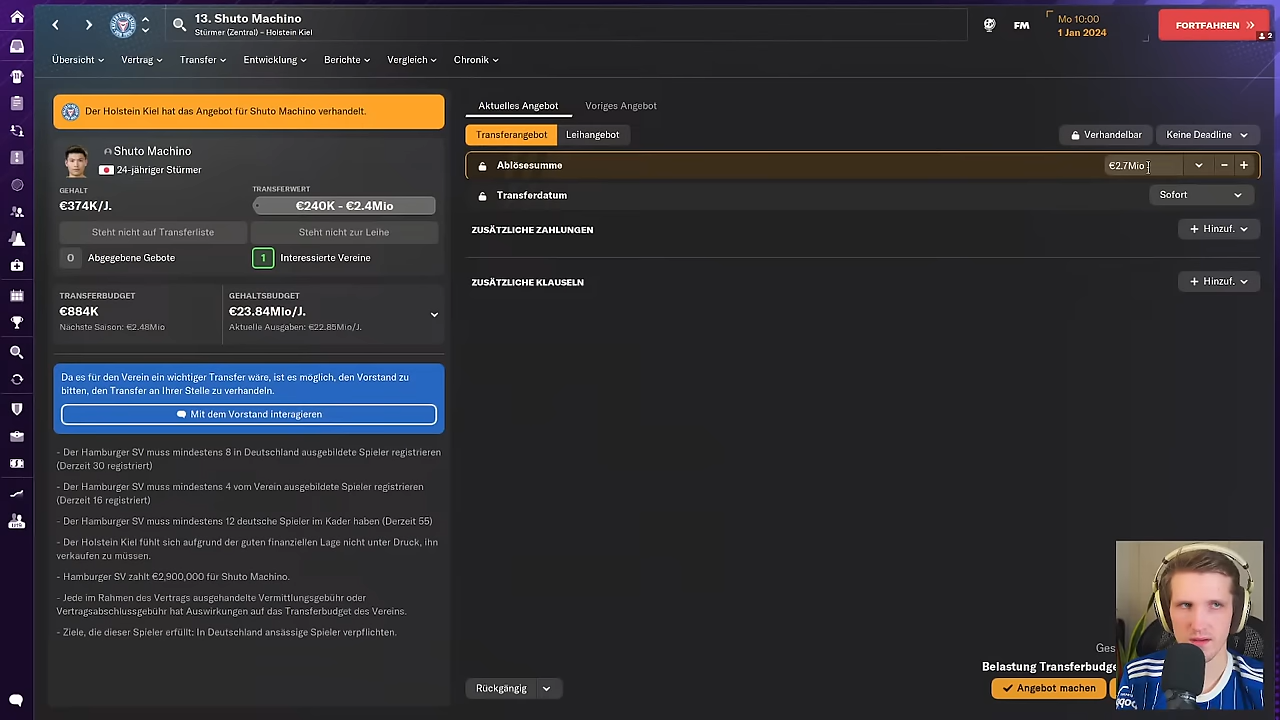 13. Shuto Machino
Stürmer (Zentral) – Holstein Kiel
FM
Mo 10:00
1 Jan 2024
FORTFAHREN
2
Übersicht
Vertrag
Transfer
Entwicklung
Berichte
Vergleich
Chronik
Der Holstein Kiel hat das Angebot für Shuto Machino verhandelt.
Shuto Machino
24-jähriger Stürmer
GEHALT
€374K/J.
TRANSFERWERT
€240K - €2.4Mio
Steht nicht auf Transferliste
Steht nicht zur Leihe
0 Abgegebene Gebote
1 Interessierte Vereine
TRANSFERBUDGET
€884K
Nächste Saison: €2.48Mio
GEHALTSBUDGET
€23.84Mio/J.
Aktuelle Ausgaben: €22.85Mio/J.
Da es für den Verein ein wichtiger Transfer wäre, ist es möglich, den Vorstand zu
bitten, den Transfer an Ihrer Stelle zu verhandeln.
Mit dem Vorstand interagieren
- Der Hamburger SV muss mindestens 8 in Deutschland ausgebildete Spieler registrieren
(Derzeit 30 registriert)
- Der Hamburger SV muss mindestens 4 vom Verein ausgebildete Spieler registrieren
(Derzeit 16 registriert)
- Der Hamburger SV muss mindestens 12 deutsche Spieler im Kader haben (Derzeit 55)
- Der Holstein Kiel fühlt sich aufgrund der guten finanziellen Lage nicht unter Druck, ihn
verkaufen zu müssen.
- Hamburger SV zahlt €2,900,000 für Shuto Machino.
- Jede im Rahmen des Vertrags ausgehandelte Vermittlungsgebühr oder
Vertragsabschlussgebühr hat Auswirkungen auf das Transferbudget des Vereins.
- Ziele, die dieser Spieler erfüllt: In Deutschland ansässige Spieler verpflichten.
Aktuelles Angebot
Voriges Angebot
Transferangebot
Leihangebot
Verhandelbar
Keine Deadline
Ablösesumme
€2.7Mio
Transferdatum
Sofort
ZUSÄTZLICHE ZAHLUNGEN
+ Hinzuf.
ZUSÄTZLICHE KLAUSELN
+ Hinzuf.
Ges
Belastung Transferbudge
Rückgängig
Angebot machen